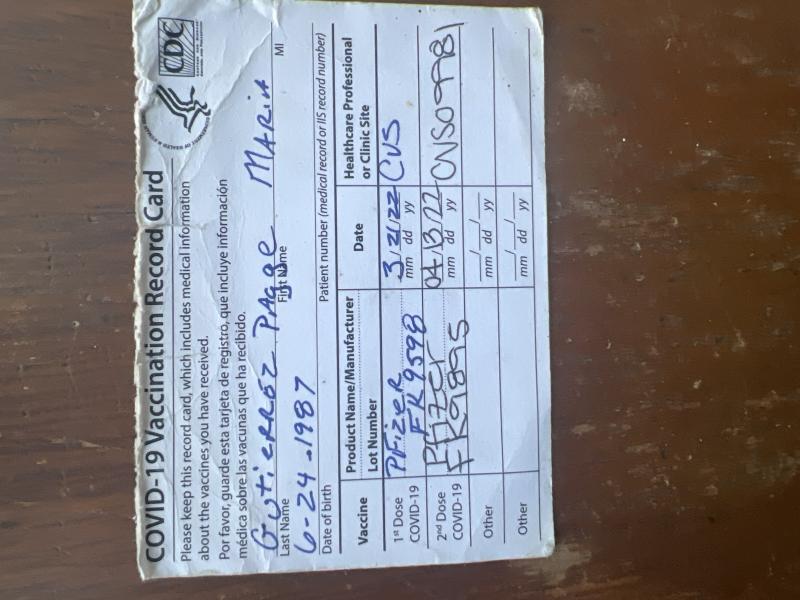 COVID-19 Vaccination Record Card
CDC
Please keep this record card, which includes medical information
about the vaccines you have received.
Por favor, guarde esta tarjeta de registro, que incluye información
médica sobre las vacunas que ha recibido.
Gutierroz Pagge Maria
Last Name First Name MI
6-24-1987
Date of birth Patient number (medical record or IIS record number)
Vaccine Product Name/Manufacturer Date Healthcare Professional
Lot Number or Clinic Site
1st Dose PFizer 3/21/22 CVS
COVID-19 FK9598 mm dd yy
2nd Dose Pfizer 04/13/22 CVS09981
COVID-19 FK9895 mm dd yy
Other / /
mm dd yy
Other / /
mm dd yy